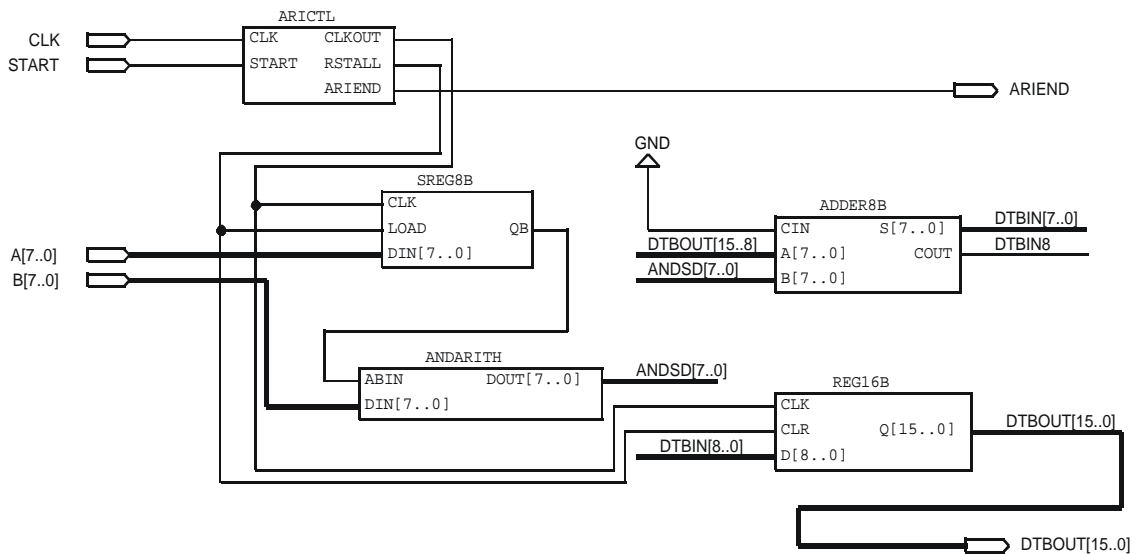 ARICTL
CLK
CLK CLKOUT
START
START RSTALL
ARIEND
ARIEND
GND
SREG8B
CLK
LOAD QB
DIN[7..0]
A[7..0]
B[7..0]
ADDER8B
CIN S[7..0]
DTBIN[7..0]
DTBOUT[15..8]
A[7..0] COUT
DTBIN8
ANDSD[7..0]
B[7..0]
ANDARITH
ABIN DOUT[7..0]
DIN[7..0]
ANDSD[7..0]
REG16B
CLK
CLR Q[15..0]
DTBOUT[15..0]
DTBIN[8..0]
D[8..0]
DTBOUT[15..0]